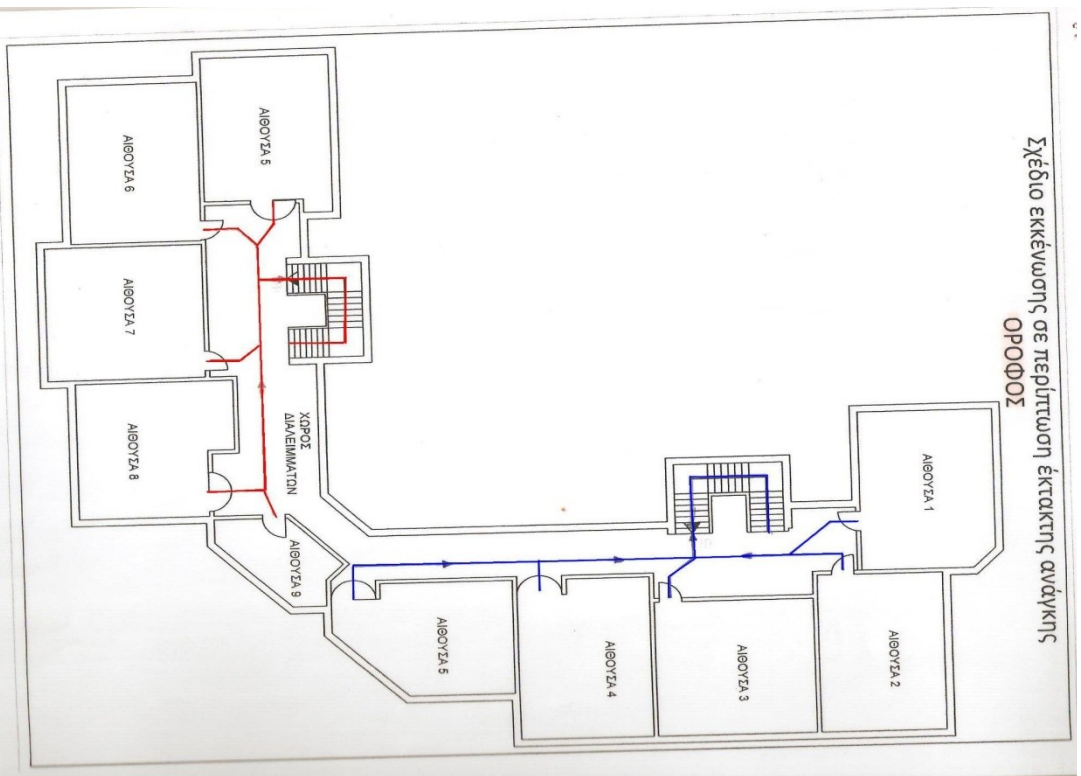 Σχέδιο εκκένωσης σε περίπτωση έκτακτης ανάγκης
ΟΡΟΦΟΣ
ΑΙΘΟΥΣΑ 1
ΑΙΘΟΥΣΑ 2
ΑΙΘΟΥΣΑ 3
ΑΙΘΟΥΣΑ 4
ΑΙΘΟΥΣΑ 5
ΑΙΘΟΥΣΑ 9
ΧΩΡΟΣ
ΔΙΑΛΕΙΜΜΑΤΩΝ
ΑΙΘΟΥΣΑ 8
ΑΙΘΟΥΣΑ 7
ΑΙΘΟΥΣΑ 6
ΑΙΘΟΥΣΑ 5